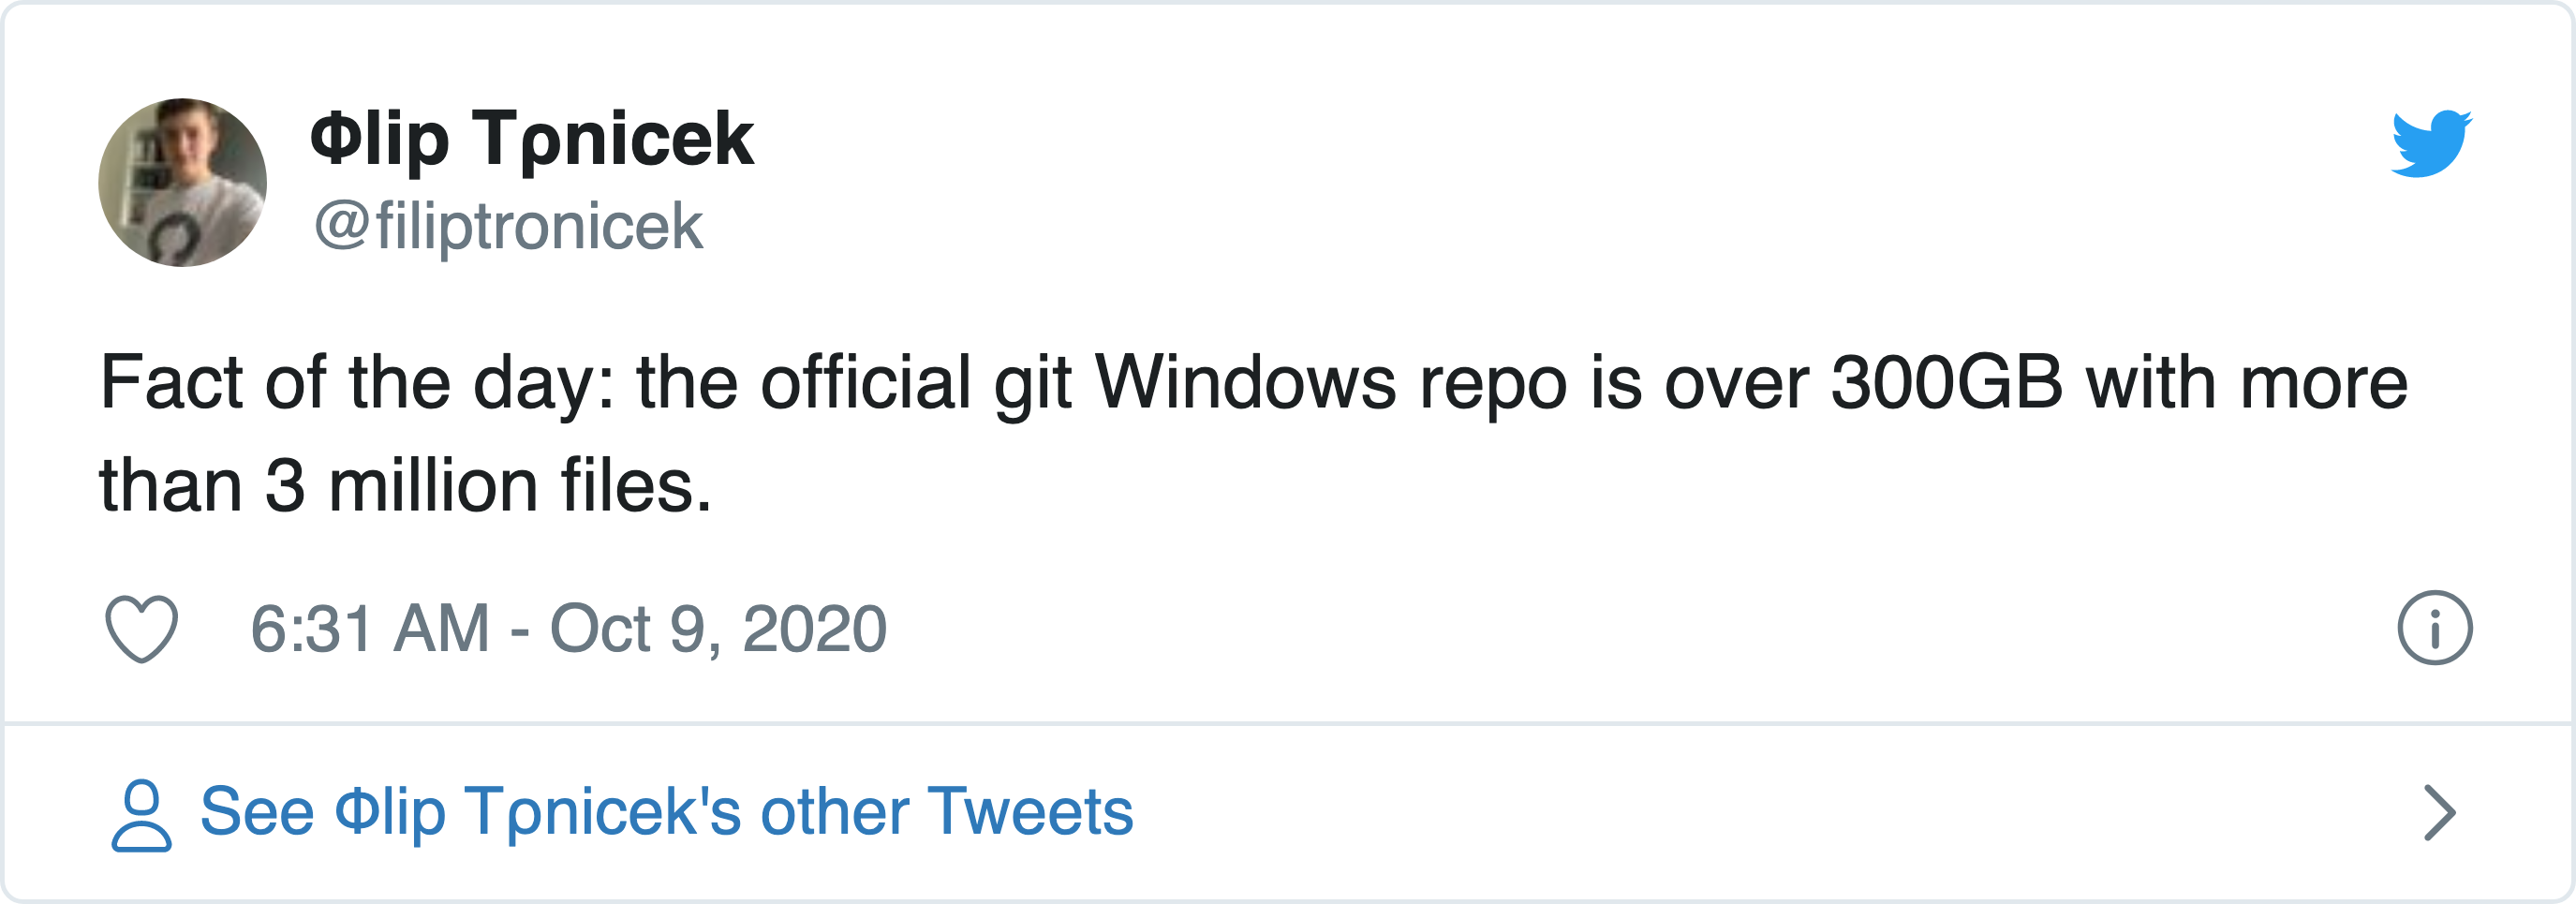 Φlip Tρnicek
@filiptronicek
Fact of the day: the official git Windows repo is over 300GB with more
than 3 million files.
6:31 AM - Oct 9, 2020
See Φlip Tρnicek's other Tweets